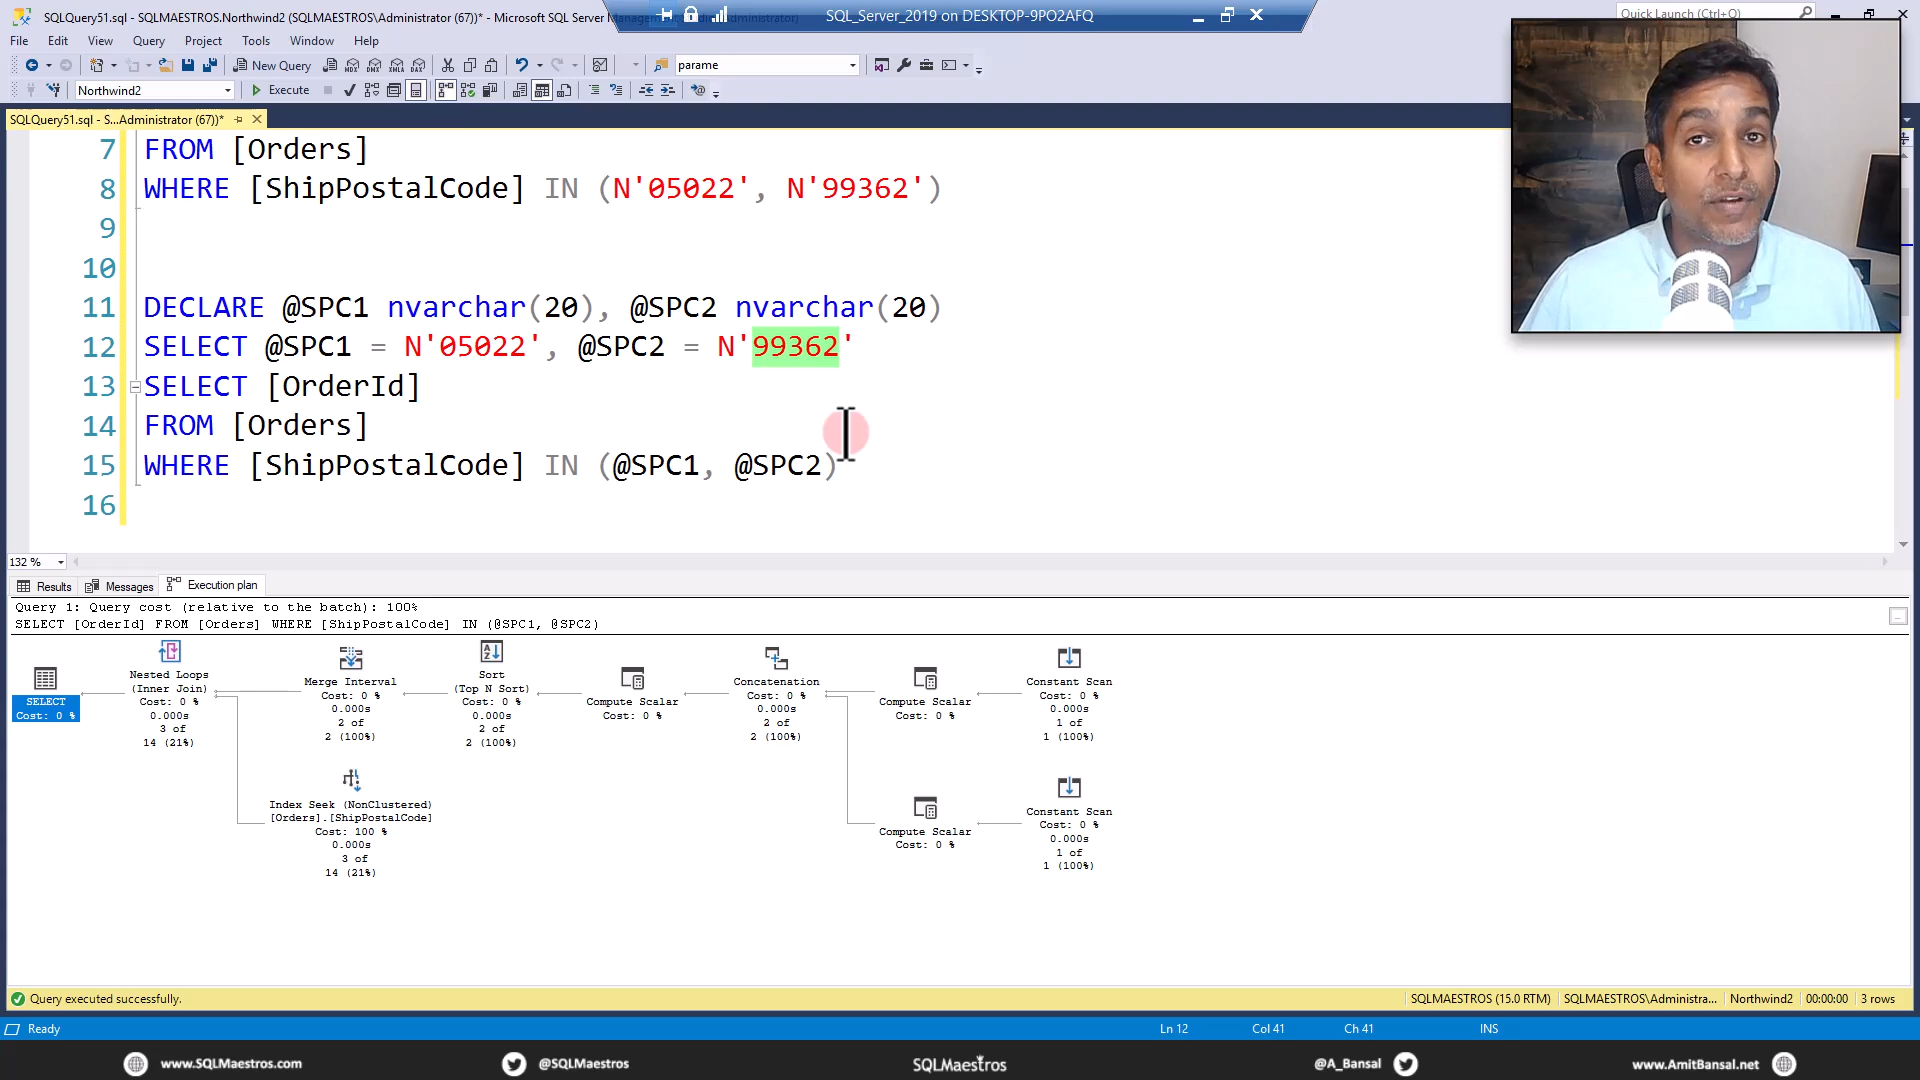 SQLQuery51.sql - SQLMAESTROS.Northwind2 (SQLMAESTROS\Administrator (67))* - Microsoft SQL Server
SQL_Server_2019 on DESKTOP-9PO2AFQ
Quick Launch (Ctrl+Q)
File Edit View Query Project Tools Window Help
New Query
MDX DMX XMLA DAX
parame
Northwind2
Execute
SQLQuery51.sql - S...Administrator (67))*
7 FROM [Orders]
8 WHERE [ShipPostalCode] IN (N'05022', N'99362')
9
10
11 DECLARE @SPC1 nvarchar(20), @SPC2 nvarchar(20)
12 SELECT @SPC1 = N'05022', @SPC2 = N'99362'
13 SELECT [OrderId]
14 FROM [Orders]
15 WHERE [ShipPostalCode] IN (@SPC1, @SPC2)
16
132 %
Results Messages Execution plan
Query 1: Query cost (relative to the batch): 100%
SELECT [OrderId] FROM [Orders] WHERE [ShipPostalCode] IN (@SPC1, @SPC2)
SELECT
Cost: 0 %
Nested Loops
(Inner Join)
Cost: 0 %
0.000s
3 of
14 (21%)
Merge Interval
Cost: 0 %
0.000s
2 of
2 (100%)
Sort
(Top N Sort)
Cost: 0 %
0.000s
2 of
2 (100%)
Compute Scalar
Cost: 0 %
Concatenation
Cost: 0 %
0.000s
2 of
2 (100%)
Compute Scalar
Cost: 0 %
Constant Scan
Cost: 0 %
0.000s
1 of
1 (100%)
Index Seek (NonClustered)
[Orders].[ShipPostalCode]
Cost: 100 %
0.000s
3 of
14 (21%)
Compute Scalar
Cost: 0 %
Constant Scan
Cost: 0 %
0.000s
1 of
1 (100%)
Query executed successfully.
SQLMAESTROS (15.0 RTM) SQLMAESTROS\Administra... Northwind2 00:00:00 3 rows
Ready
Ln 12 Col 41 Ch 41 INS
www.SQLMaestros.com @SQLMaestros SQLMaestros @A_Bansal www.AmitBansal.net